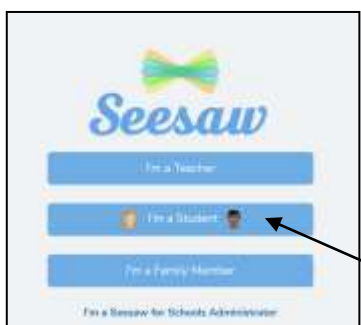 Seesaw
I'm a Teacher
I'm a Student
I'm a Family Member
I'm a Seesaw for Schools Administrator